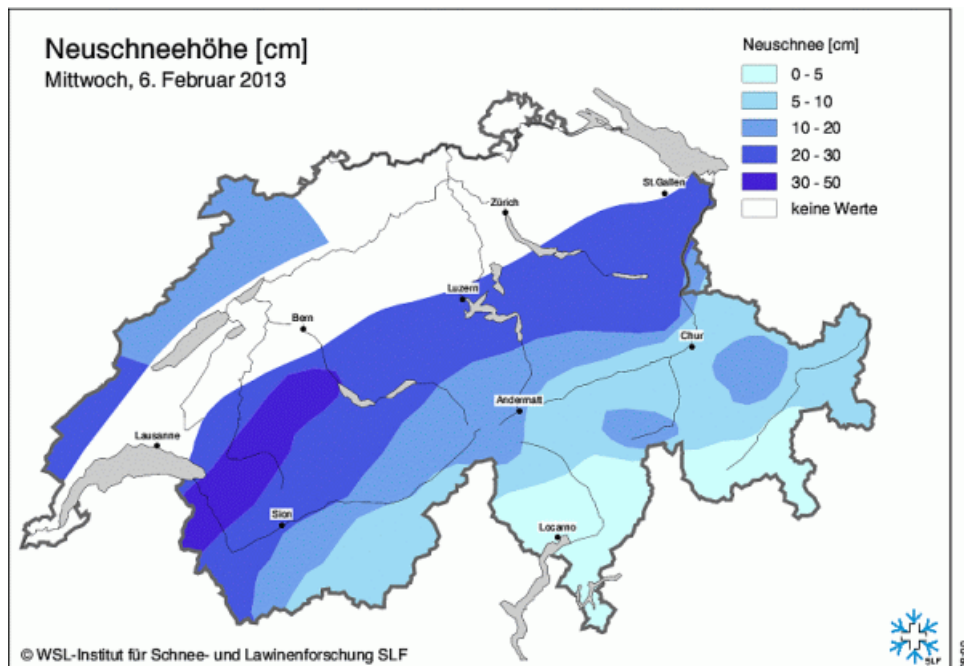 Neuschneehöhe [cm]
Mittwoch, 6. Februar 2013
Neuschnee [cm]
0 - 5
5 - 10
10 - 20
20 - 30
30 - 50
keine Werte
St.Gallen
Zürich
Luzern
Bern
Chur
Andermatt
Lausanne
Sion
Locarno
© WSL-Institut für Schnee- und Lawinenforschung SLF
SLF